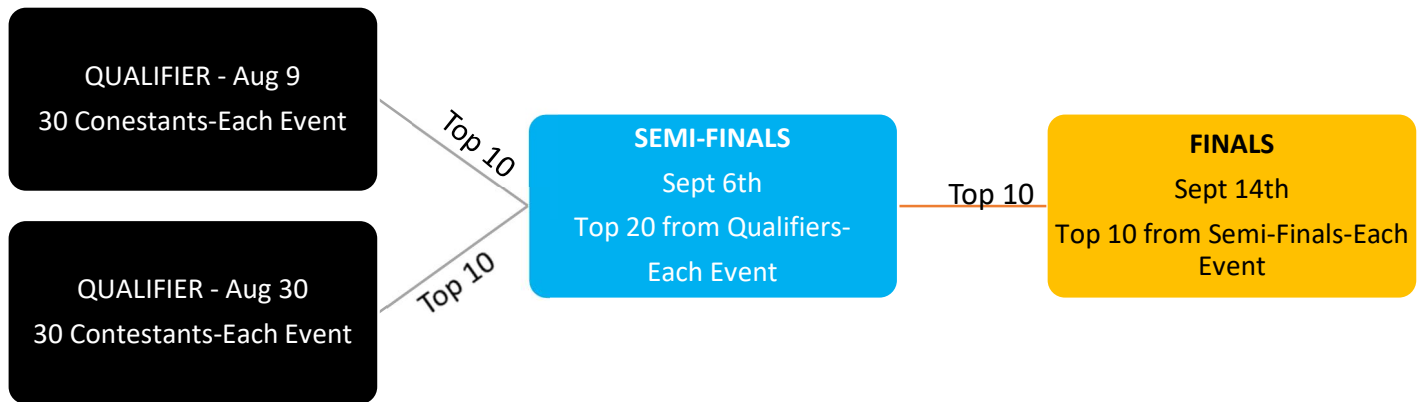 QUALIFIER - Aug 9
30 Conestants-Each Event
Top 10
QUALIFIER - Aug 30
30 Contestants-Each Event
Top 10
SEMI-FINALS
Sept 6th
Top 20 from Qualifiers-
Each Event
Top 10
FINALS
Sept 14th
Top 10 from Semi-Finals-Each
Event